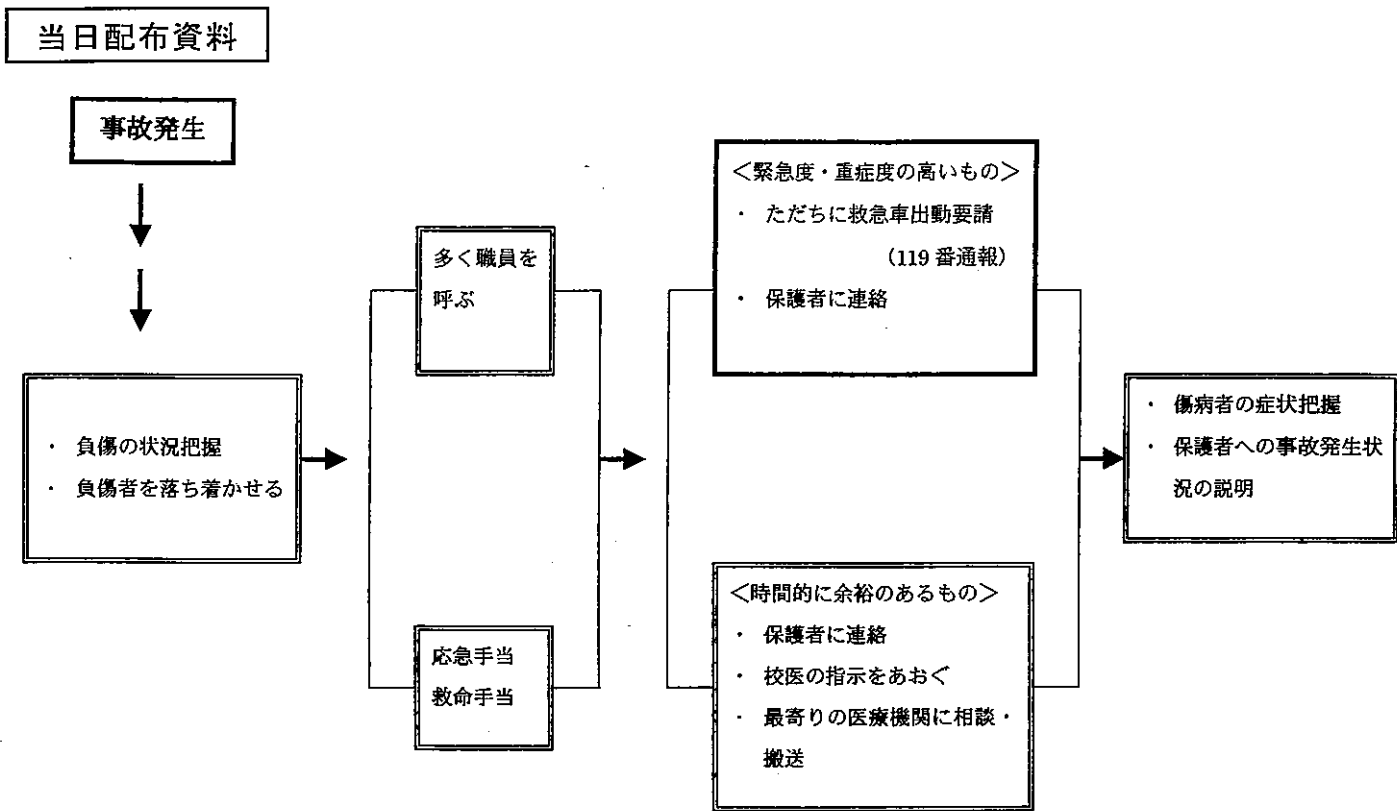 当日配布資料
事故発生
・ 負傷の状況把握
・ 負傷者を落ち着かせる
多く職員を
呼ぶ
応急手当
救命手当
＜緊急度・重症度の高いもの＞
・ ただちに救急車出動要請
（119 番通報）
・ 保護者に連絡
＜時間的に余裕のあるもの＞
・ 保護者に連絡
・ 校医の指示をあおぐ
・ 最寄りの医療機関に相談・
搬送
・ 傷病者の症状把握
・ 保護者への事故発生状
況の説明